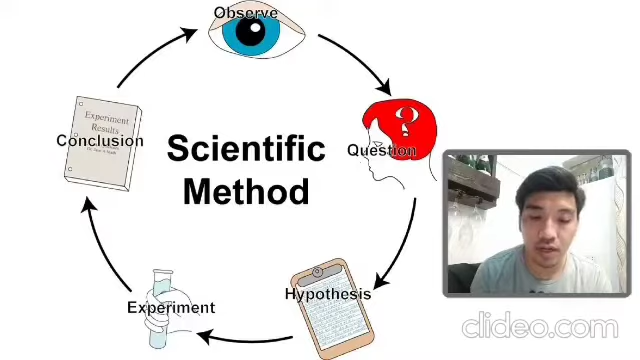 Observe
Question
Scientific
Method
Experiment
Results
Conclusion
Hypothesis
Experiment
clideo.com